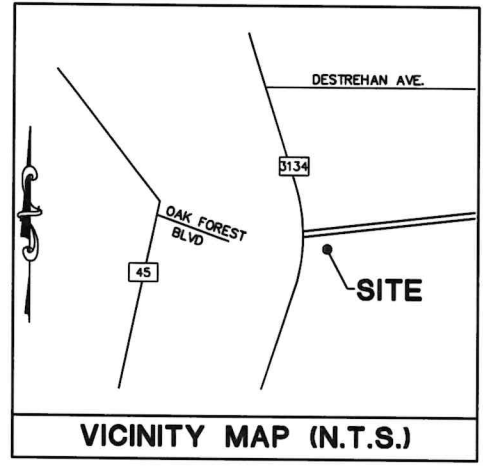 DESTREHAN AVE.
3134
OAK FOREST
BLVD
45
SITE
VICINITY MAP (N.T.S.)